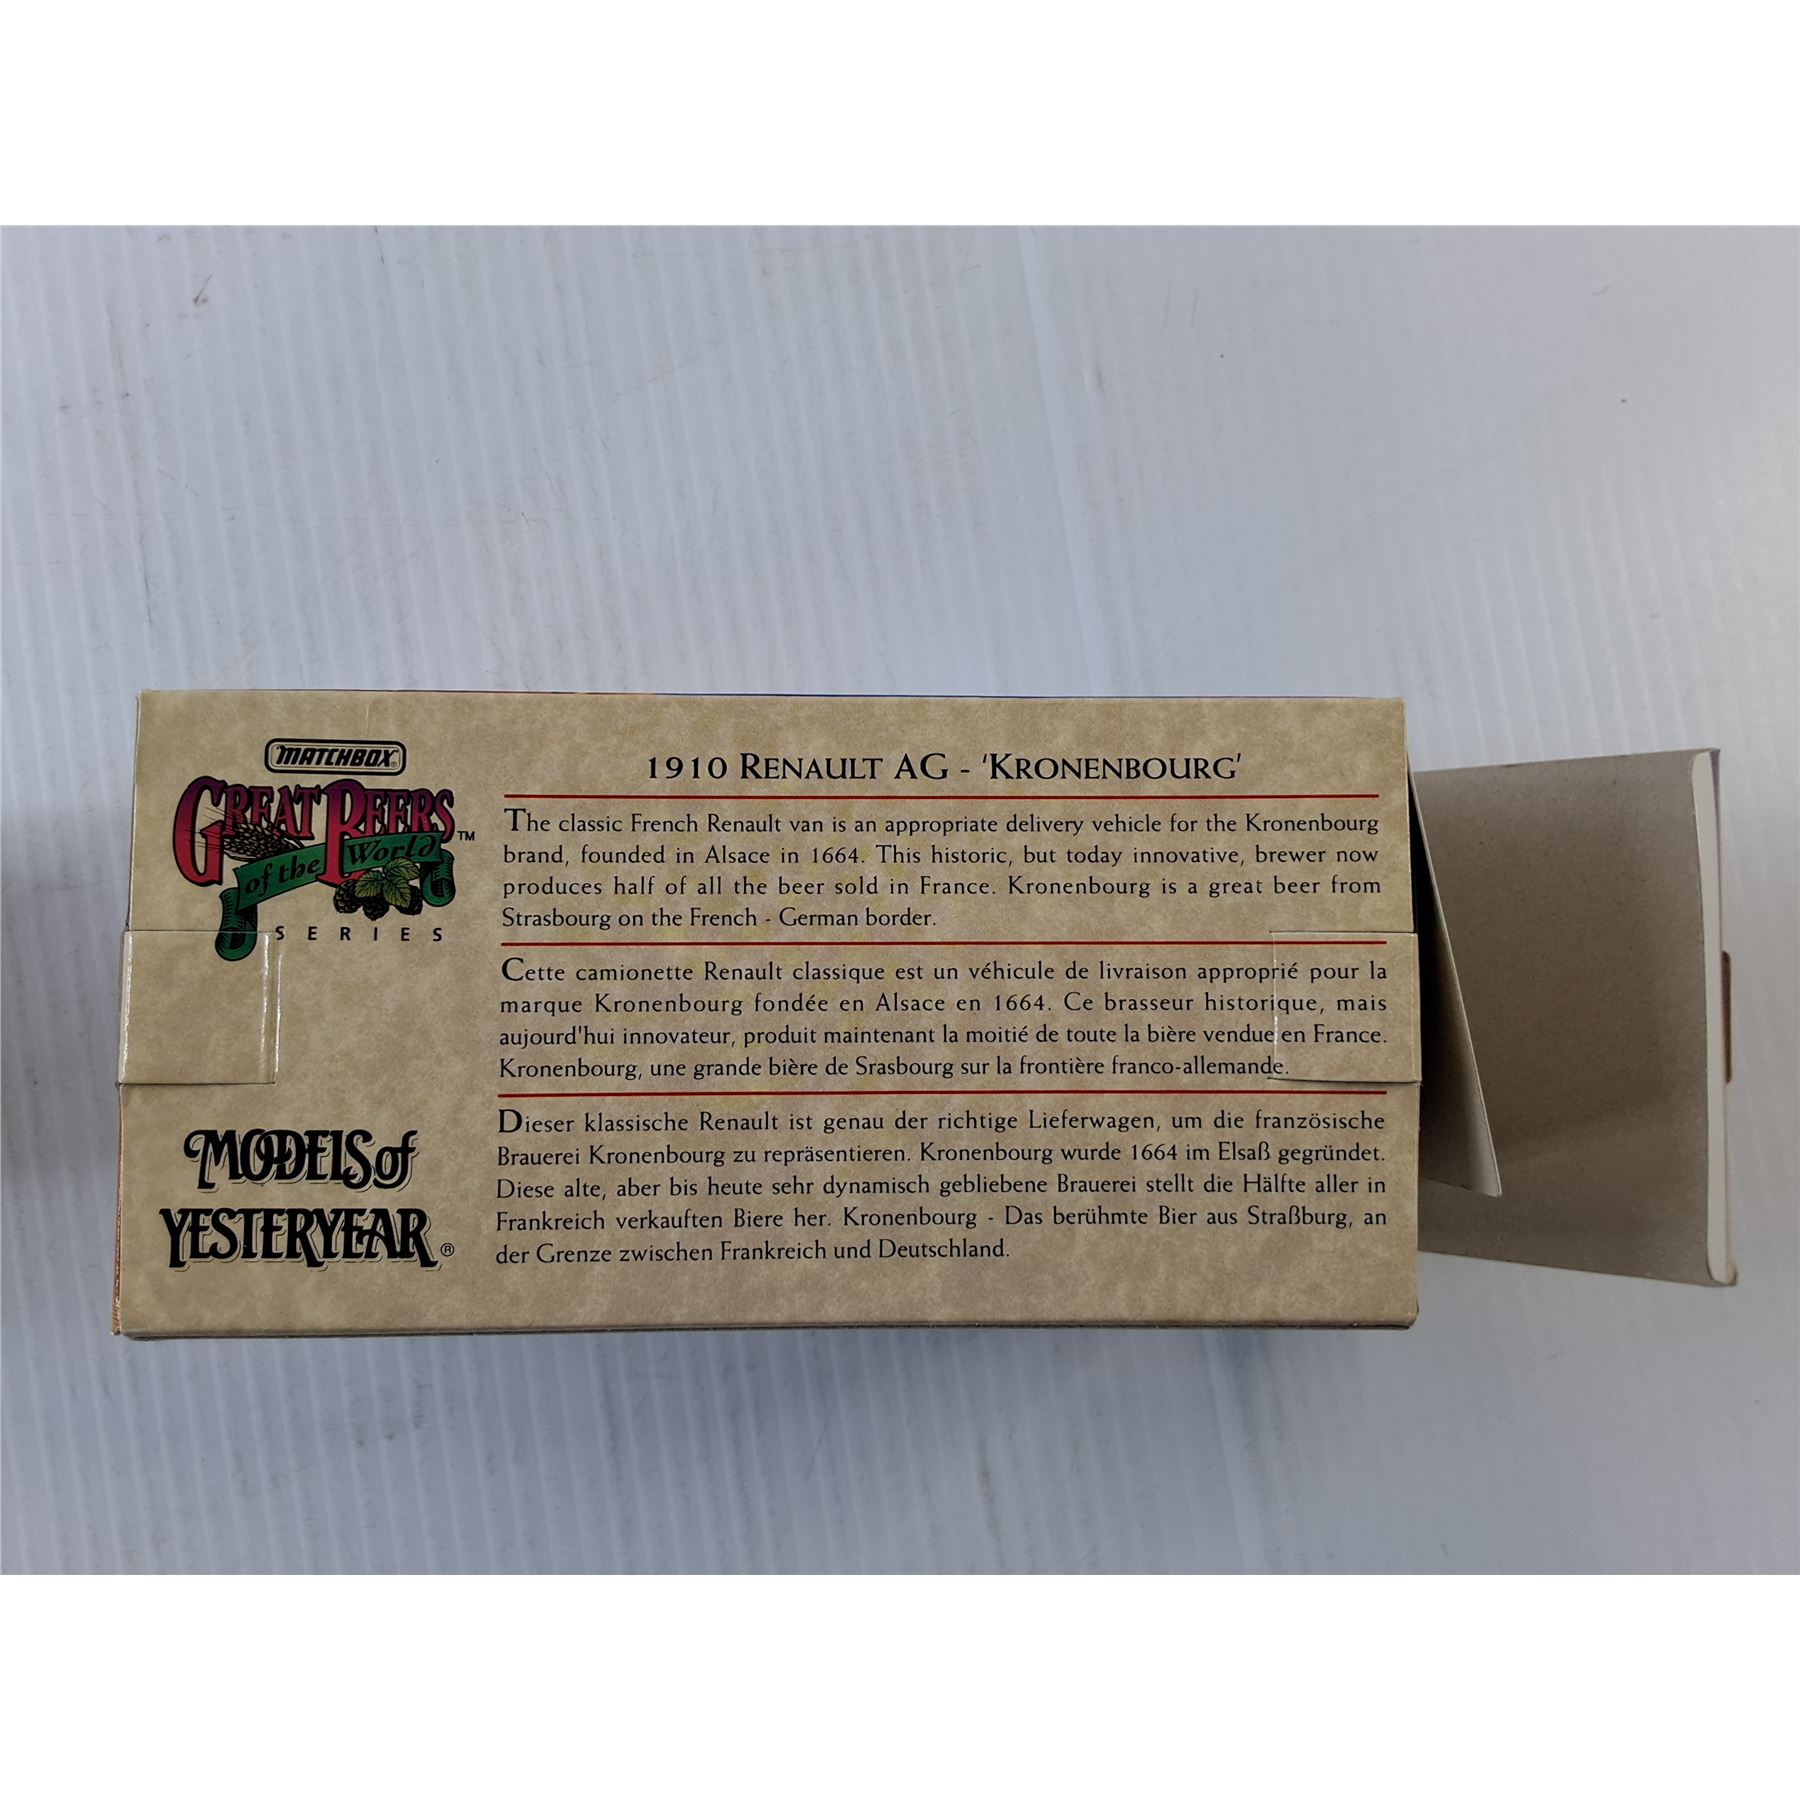 MATCHBOX®
GREAT BEERS™
of the World
SERIES
MODELS of
YESTERYEAR®
1910 RENAULT AG - 'KRONENBOURG'
The classic French Renault van is an appropriate delivery vehicle for the Kronenbourg
brand, founded in Alsace in 1664. This historic, but today innovative, brewer now
produces half of all the beer sold in France. Kronenbourg is a great beer from
Strasbourg on the French - German border.
Cette camionette Renault classique est un véhicule de livraison approprié pour la
marque Kronenbourg fondée en Alsace en 1664. Ce brasseur historique, mais
aujourd'hui innovateur, produit maintenant la moitié de toute la bière vendue en France.
Kronenbourg, une grande bière de Srasbourg sur la frontière franco-allemande.
Dieser klassische Renault ist genau der richtige Lieferwagen, um die französische
Brauerei Kronenbourg zu repräsentieren. Kronenbourg wurde 1664 im Elsaß gegründet.
Diese alte, aber bis heute sehr dynamisch gebliebene Brauerei stellt die Hälfte aller in
Frankreich verkauften Biere her. Kronenbourg - Das berühmte Bier aus Straßburg, an
der Grenze zwischen Frankreich und Deutschland.